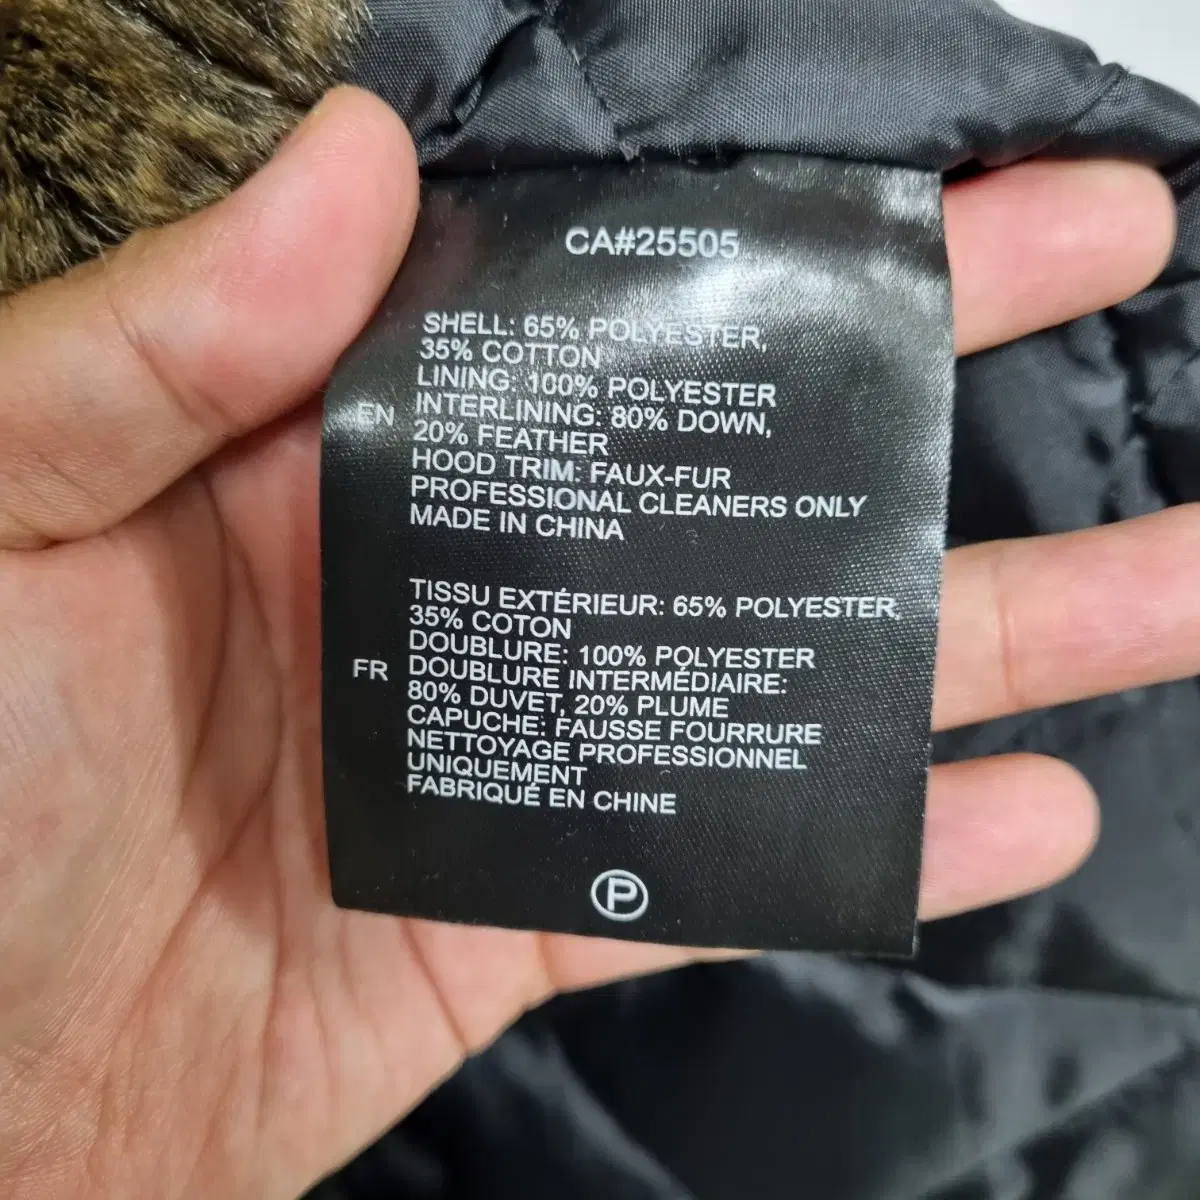 CA#25505
SHELL: 65% POLYESTER,
35% COTTON
LINING: 100% POLYESTER
EN INTERLINING: 80% DOWN,
20% FEATHER
HOOD TRIM: FAUX-FUR
PROFESSIONAL CLEANERS ONLY
MADE IN CHINA
TISSU EXTÉRIEUR: 65% POLYESTER,
35% COTON
DOUBLURE: 100% POLYESTER
FR DOUBLURE INTERMÉDIAIRE:
80% DUVET, 20% PLUME
CAPUCHE: FAUSSE FOURRURE
NETTOYAGE PROFESSIONNEL
UNIQUEMENT
FABRIQUÉ EN CHINE
P